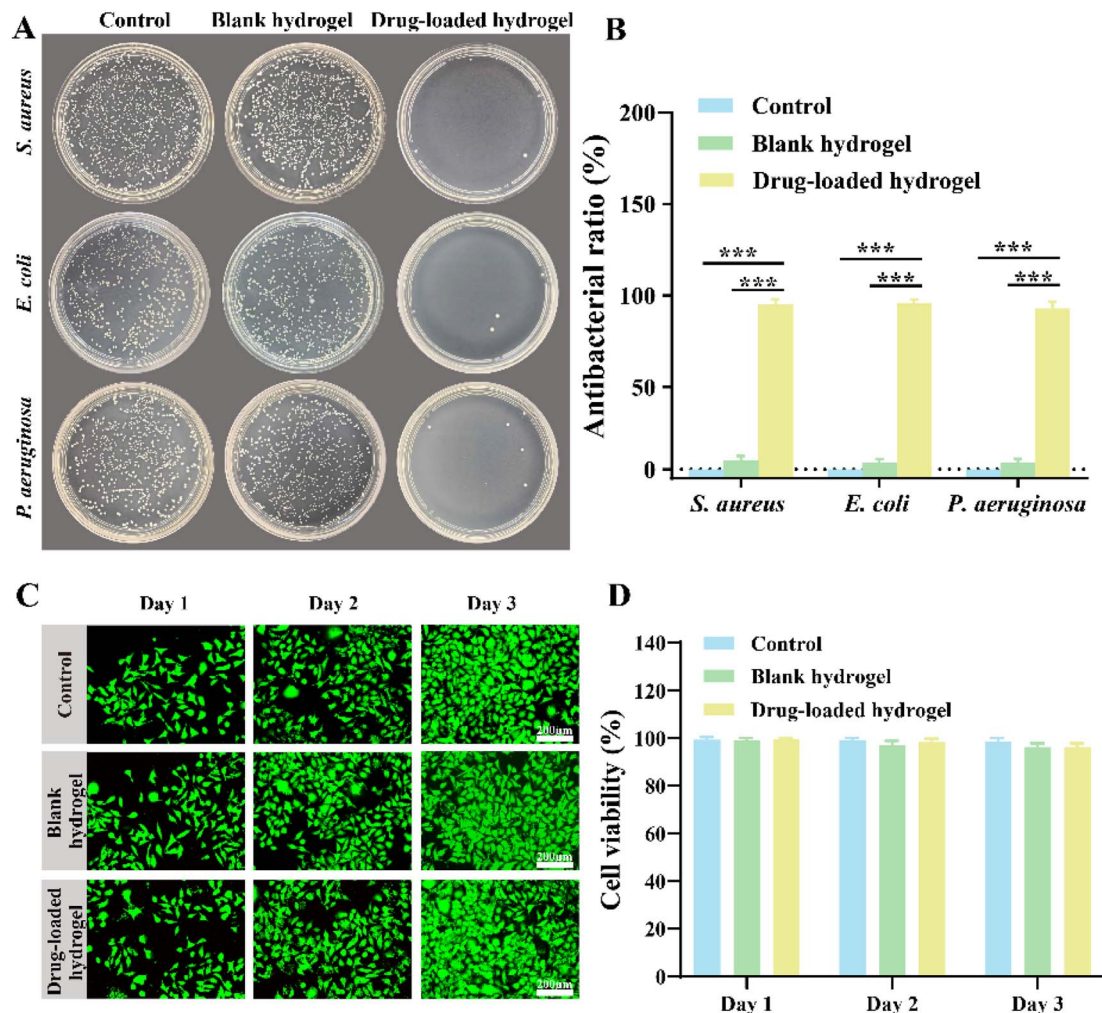 A
Control
Blank hydrogel
Drug-loaded hydrogel
S. aureus
E. coli
P. aeruginosa
B
Control
Blank hydrogel
Drug-loaded hydrogel
Antibacterial ratio (%)
200
150
100
50
0
***
***
***
***
***
***
S. aureus
E. coli
P. aeruginosa
C
Day 1
Day 2
Day 3
Control
Blank
hydrogel
Drug-loaded
hydrogel
200um
200um
200um
D
Control
Blank hydrogel
Drug-loaded hydrogel
Cell viability (%)
140
120
100
80
60
40
20
0
Day 1
Day 2
Day 3